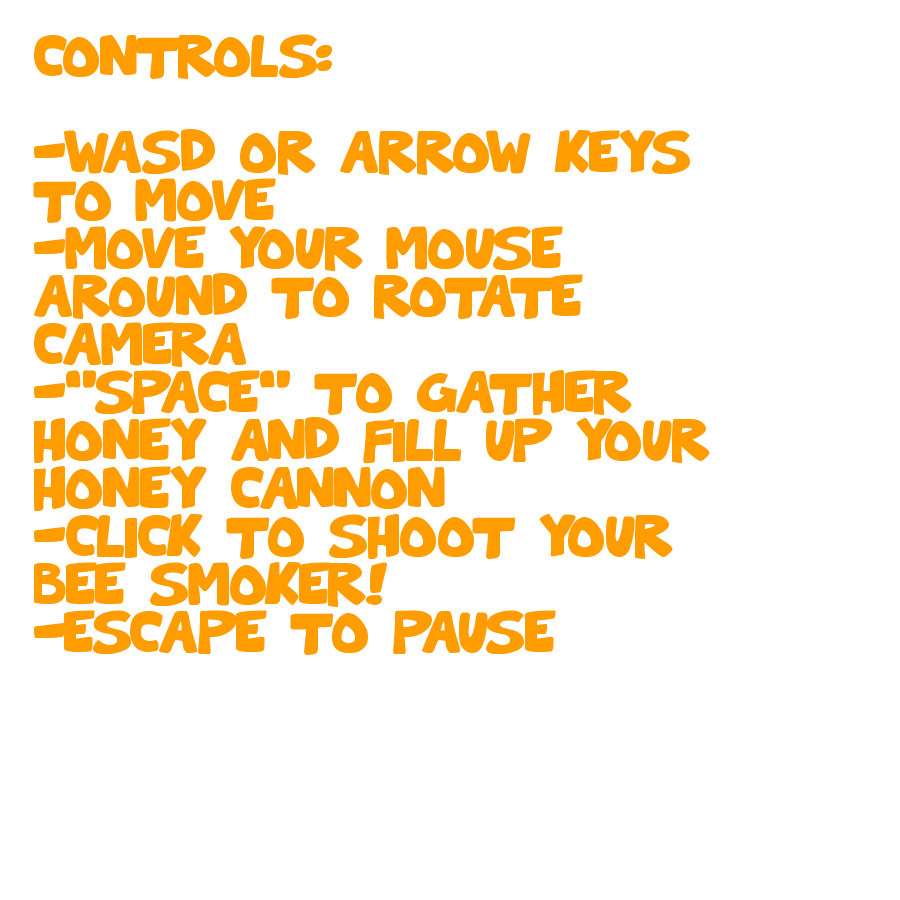 CONTROLS:
-WASD OR ARROW KEYS
TO MOVE
-MOVE YOUR MOUSE
AROUND TO ROTATE
CAMERA
-"SPACE" TO GATHER
HONEY AND FILL UP YOUR
HONEY CANNON
-CLICK TO SHOOT YOUR
BEE SMOKER!
-ESCAPE TO PAUSE